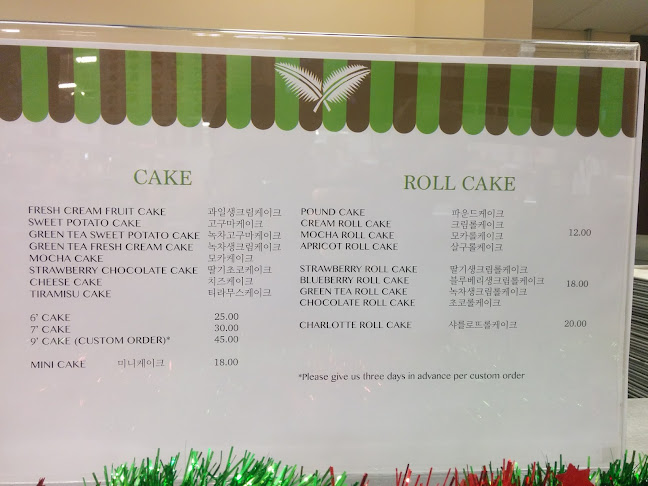 CAKE
FRESH CREAM FRUIT CAKE 과일생크림케이크
SWEET POTATO CAKE 고구마케이크
GREEN TEA SWEET POTATO CAKE 녹차고구마케이크
GREEN TEA FRESH CREAM CAKE 녹차생크림케이크
MOCHA CAKE 모카케이크
STRAWBERRY CHOCOLATE CAKE 딸기초코케이크
CHEESE CAKE 치즈케이크
TIRAMISU CAKE 티라무스케이크
6' CAKE 25.00
7' CAKE 30.00
9' CAKE (CUSTOM ORDER)* 45.00
MINI CAKE 미니케이크 18.00
ROLL CAKE
POUND CAKE 파운드케이크
CREAM ROLL CAKE 크림롤케이크
MOCHA ROLL CAKE 모카롤케이크 12.00
APRICOT ROLL CAKE 살구롤케이크
STRAWBERRY ROLL CAKE 딸기생크림롤케이크
BLUEBERRY ROLL CAKE 블루베리생크림롤케이크 18.00
GREEN TEA ROLL CAKE 녹차생크림롤케이크
CHOCOLATE ROLL CAKE 초코롤케이크
CHARLOTTE ROLL CAKE 샤를로트롤케이크 20.00
*Please give us three days in advance per custom order